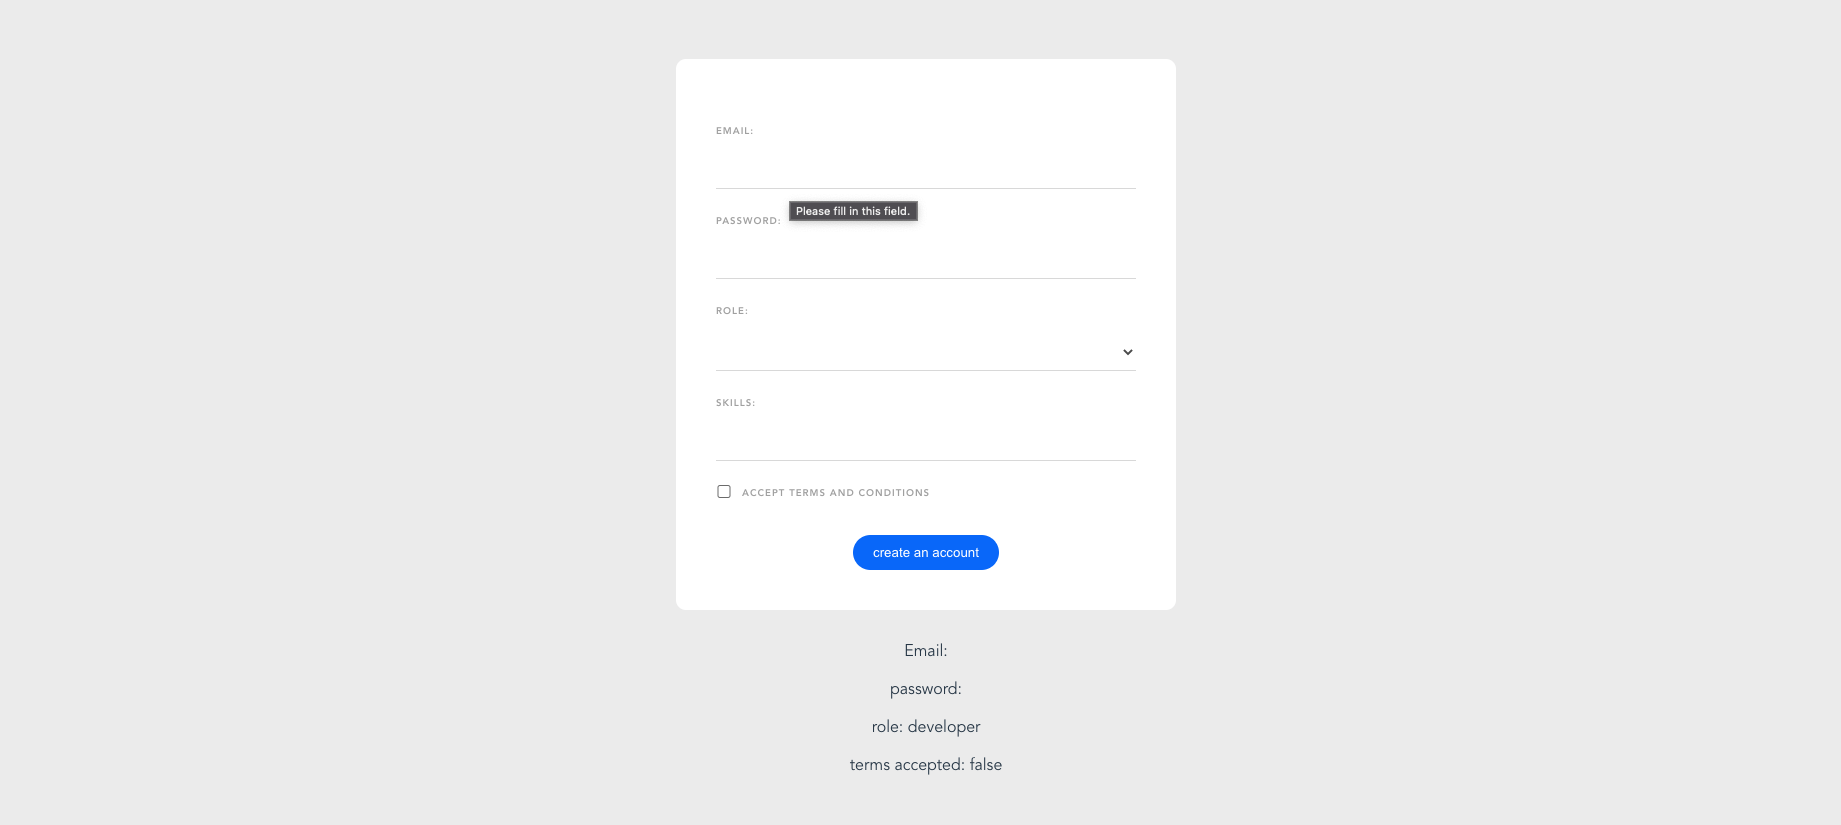 EMAIL:
Please fill in this field.
PASSWORD:
ROLE:
SKILLS:
ACCEPT TERMS AND CONDITIONS
create an account
Email:
password:
role: developer
terms accepted: false